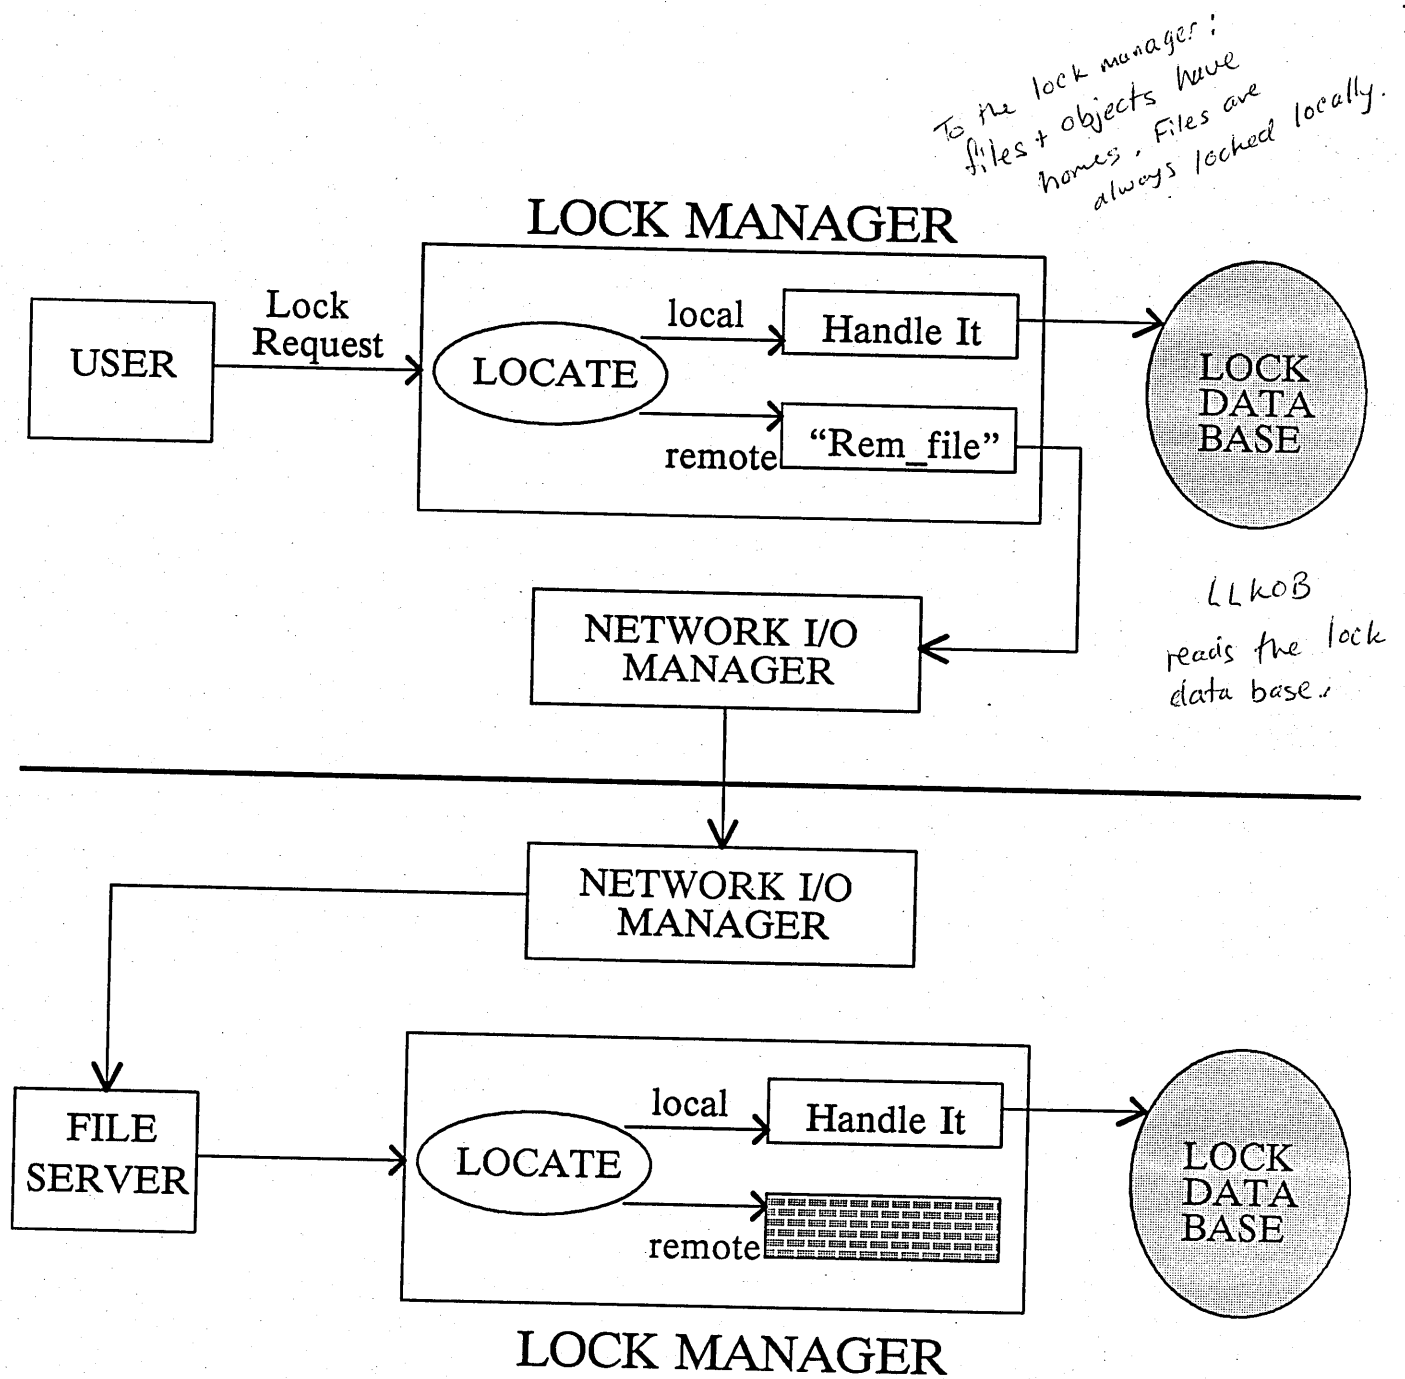 To the lock manager:
files + objects have
homes. Files are
always locked locally.
LOCK MANAGER
USER
Lock
Request
LOCATE
local
Handle It
remote
“Rem_file”
LOCK
DATA
BASE
LLKOB
reads the lock
data base.
NETWORK I/O
MANAGER
NETWORK I/O
MANAGER
FILE
SERVER
LOCATE
local
Handle It
remote
LOCK
DATA
BASE
LOCK MANAGER